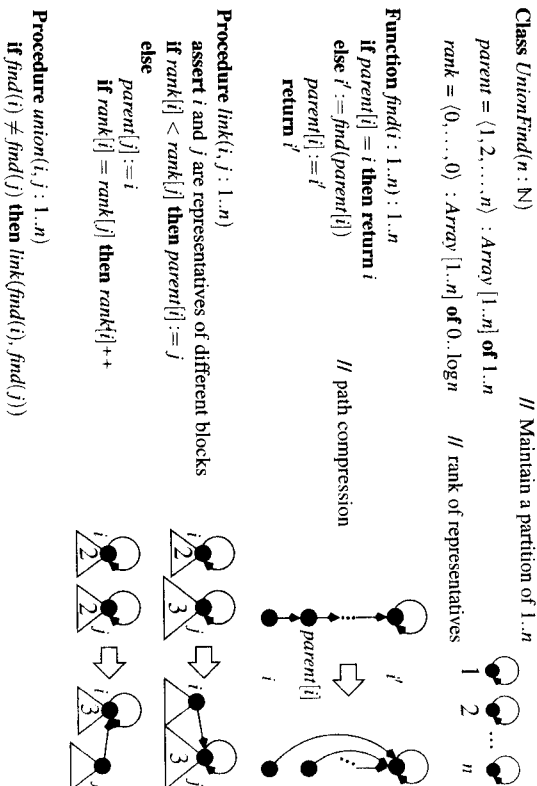 Class UnionFind(n : ℕ) // Maintain a partition of 1..n
parent = ⟨1, 2, . . . , n⟩ : Array [1..n] of 1..n
rank = ⟨0, . . . , 0⟩ : Array [1..n] of 0..log n // rank of representatives
1 2 ... n
Function find(i : 1..n) : 1..n
if parent[i] = i then return i
else i′ := find(parent[i]) // path compression
parent[i] := i′
return i′
i′
...
parent[i]
i
...
Procedure link(i, j : 1..n)
assert i and j are representatives of different blocks
if rank[i] < rank[j] then parent[i] := j
else
parent[j] := i
if rank[i] = rank[j] then rank[i]++
i 2 3 j i 3 j
i 2 2 j i 3 j
Procedure union(i, j : 1..n)
if find(i) ≠ find(j) then link(find(i), find(j))